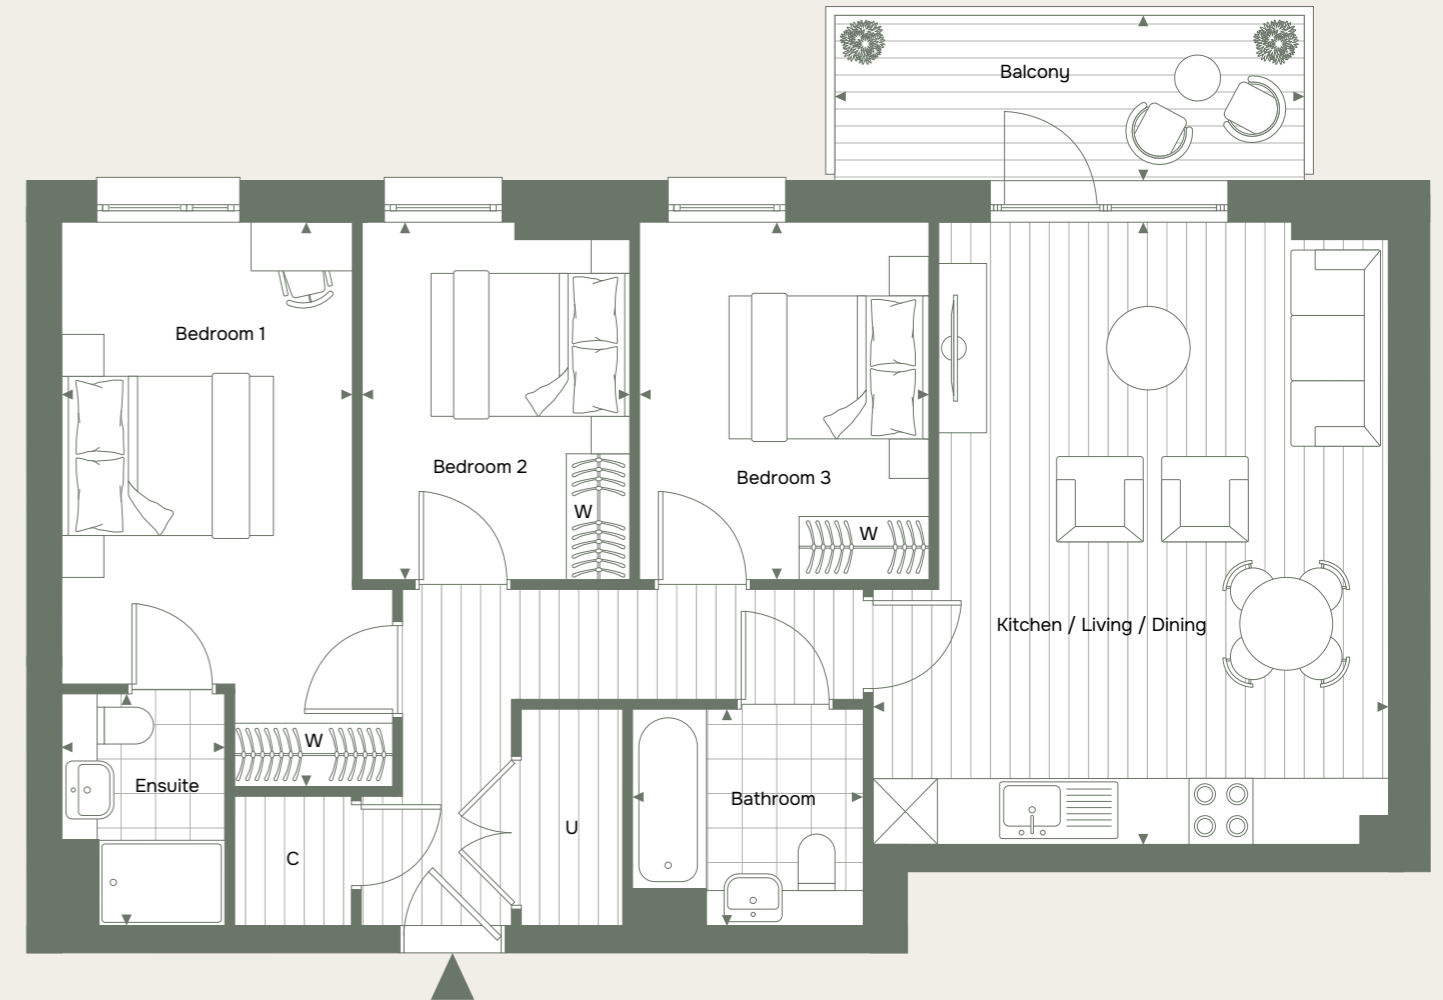 Balcony
Bedroom 1
Bedroom 2
Bedroom 3
W
W
Kitchen / Living / Dining
W
Ensuite
Bathroom
U
C